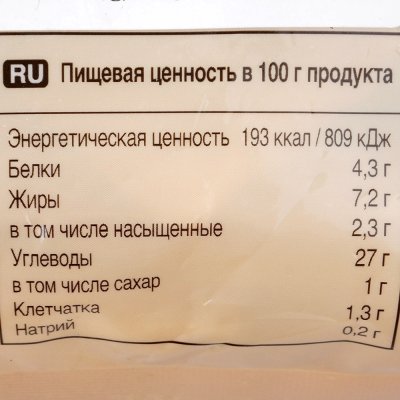 RU Пищевая ценность в 100 г продукта
Энергетическая ценность 193 ккал / 809 кДж
Белки 4,3 г
Жиры 7,2 г
в том числе насыщенные 2,3 г
Углеводы 27 г
в том числе сахар 1 г
Клетчатка 1,3 г
Натрий 0,2 г